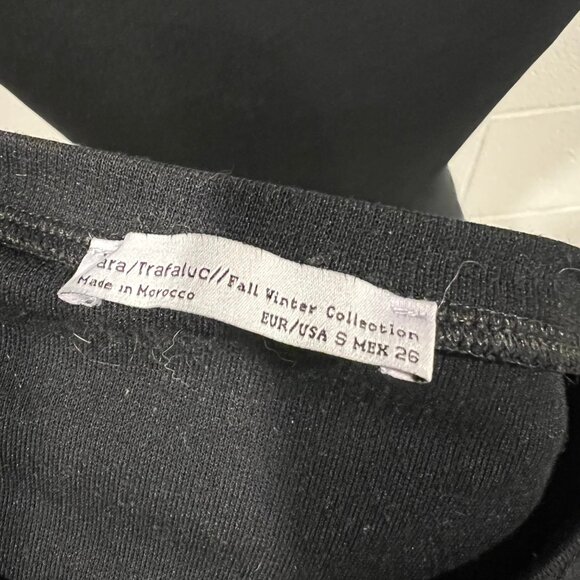 ara/Trafaluc//Fall Winter Collection
Made in Morocco
EUR/USA S MEX 26